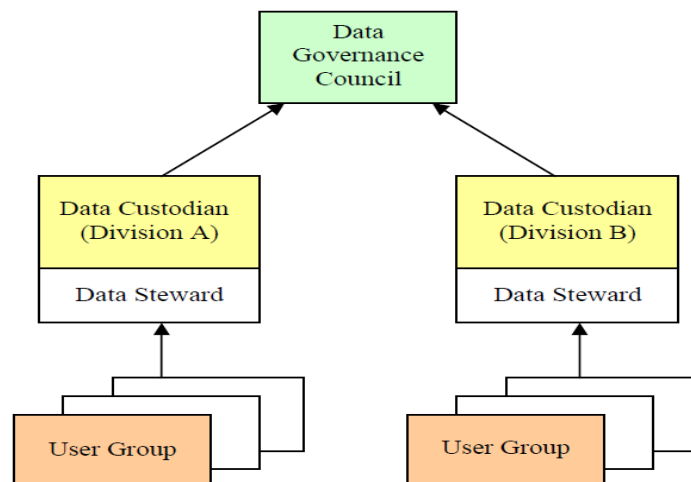 Data
Governance
Council
Data Custodian
(Division A)
Data Custodian
(Division B)
Data Steward
Data Steward
User Group
User Group